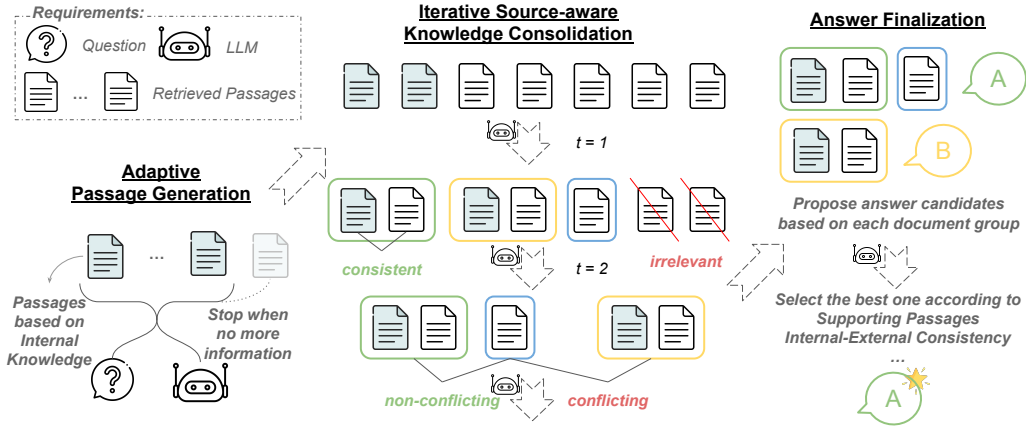 Requirements:
Question
LLM
...
Retrieved Passages
Adaptive
Passage Generation
...
Passages
based on
Internal
Knowledge
Stop when
no more
information
?
Iterative Source-aware
Knowledge Consolidation
t = 1
consistent
irrelevant
t = 2
non-conflicting
conflicting
Answer Finalization
A
B
Propose answer candidates
based on each document group
Select the best one according to
Supporting Passages
Internal-External Consistency
...
A